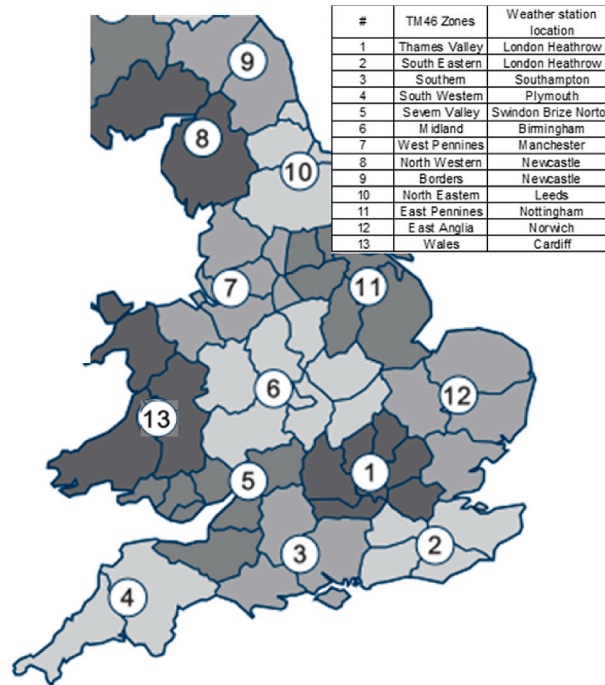 # TM46 Zones Weather station location
1 Thames Valley London Heathrow
2 South Eastern London Heathrow
3 Southern Southampton
4 South Western Plymouth
5 Severn Valley Swindon Brize Norto
6 Midland Birmingham
7 West Pennines Manchester
8 North Western Newcastle
9 Borders Newcastle
10 North Eastern Leeds
11 East Pennines Nottingham
12 East Anglia Norwich
13 Wales Cardiff
9
8
10
7
11
6
12
13
5
1
3
2
4